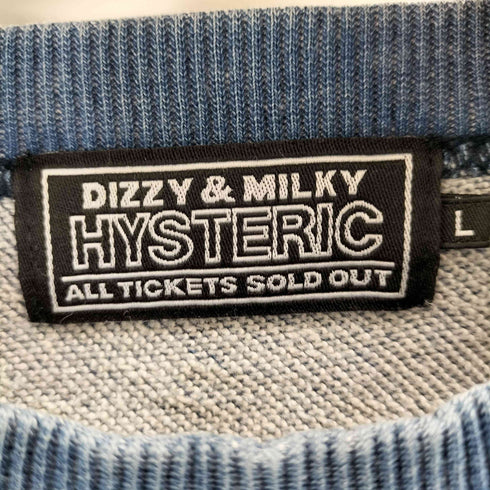 DIZZY & MILKY
HYSTERIC
ALL TICKETS SOLD OUT
L